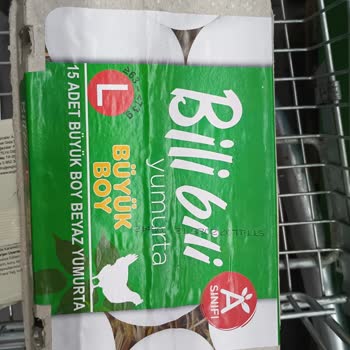 Bili bili
yumurta
L
BÜYÜK
BOY
15 ADET BÜYÜK BOY BEYAZ YUMURTA
A
SINIFI